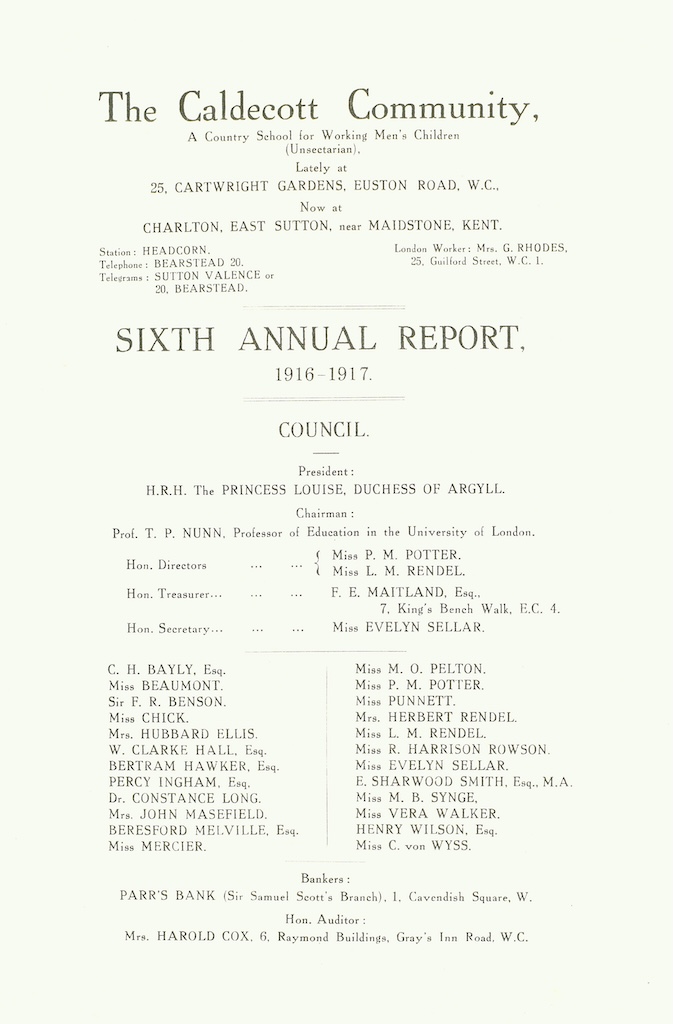 The Caldecott Community,
A Country School for Working Men's Children
(Unsectarian),
Lately at
25, CARTWRIGHT GARDENS, EUSTON ROAD, W.C.,
Now at
CHARLTON, EAST SUTTON, near MAIDSTONE, KENT.
Station: HEADCORN.
Telephone: BEARSTEAD 20.
Telegrams: SUTTON VALENCE or
20, BEARSTEAD.
London Worker: Mrs. G. RHODES,
25, Guilford Street, W.C. 1.
SIXTH ANNUAL REPORT,
1916-1917.
COUNCIL.
President:
H.R.H. The PRINCESS LOUISE, DUCHESS OF ARGYLL.
Chairman:
Prof. T. P. NUNN, Professor of Education in the University of London.
Hon. Directors ... ... { Miss P. M. POTTER.
Miss L. M. RENDEL.
Hon. Treasurer... ... ... F. E. MAITLAND, Esq.,
7, King's Bench Walk, E.C. 4.
Hon. Secretary... ... ... Miss EVELYN SELLAR.
C. H. BAYLY, Esq.
Miss BEAUMONT.
Sir F. R. BENSON.
Miss CHICK.
Mrs. HUBBARD ELLIS.
W. CLARKE HALL, Esq.
BERTRAM HAWKER, Esq.
PERCY INGHAM, Esq.
Dr. CONSTANCE LONG.
Mrs. JOHN MASEFIELD.
BERESFORD MELVILLE, Esq.
Miss MERCIER.
Miss M. O. PELTON.
Miss P. M. POTTER.
Miss PUNNETT.
Mrs. HERBERT RENDEL.
Miss L. M. RENDEL.
Miss R. HARRISON ROWSON.
Miss EVELYN SELLAR.
E. SHARWOOD SMITH, Esq., M.A.
Miss M. B. SYNGE,
Miss VERA WALKER.
HENRY WILSON, Esq.
Miss C. von WYSS.
Bankers:
PARR'S BANK (Sir Samuel Scott's Branch), 1, Cavendish Square, W.
Hon. Auditor:
Mrs. HAROLD COX, 6, Raymond Buildings, Gray's Inn Road, W.C.